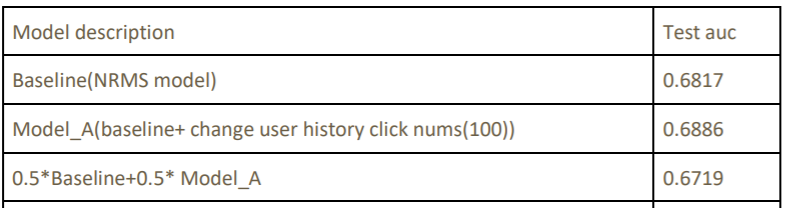 Model description Test auc
Baseline(NRMS model) 0.6817
Model_A(baseline+ change user history click nums(100)) 0.6886
0.5*Baseline+0.5* Model_A 0.6719